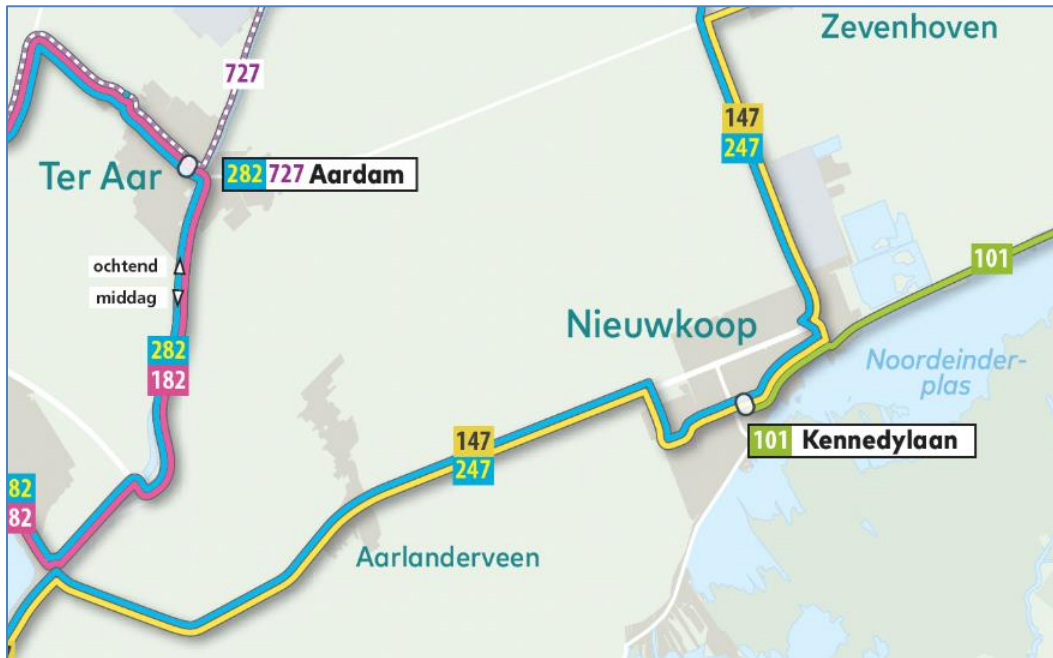 Zevenhoven
727
147
247
Ter Aar
282 727 Aardam
ochtend
middag
101
Nieuwkoop
282
182
Noordeinder-
plas
101 Kennedylaan
147
247
82
82
Aarlanderveen